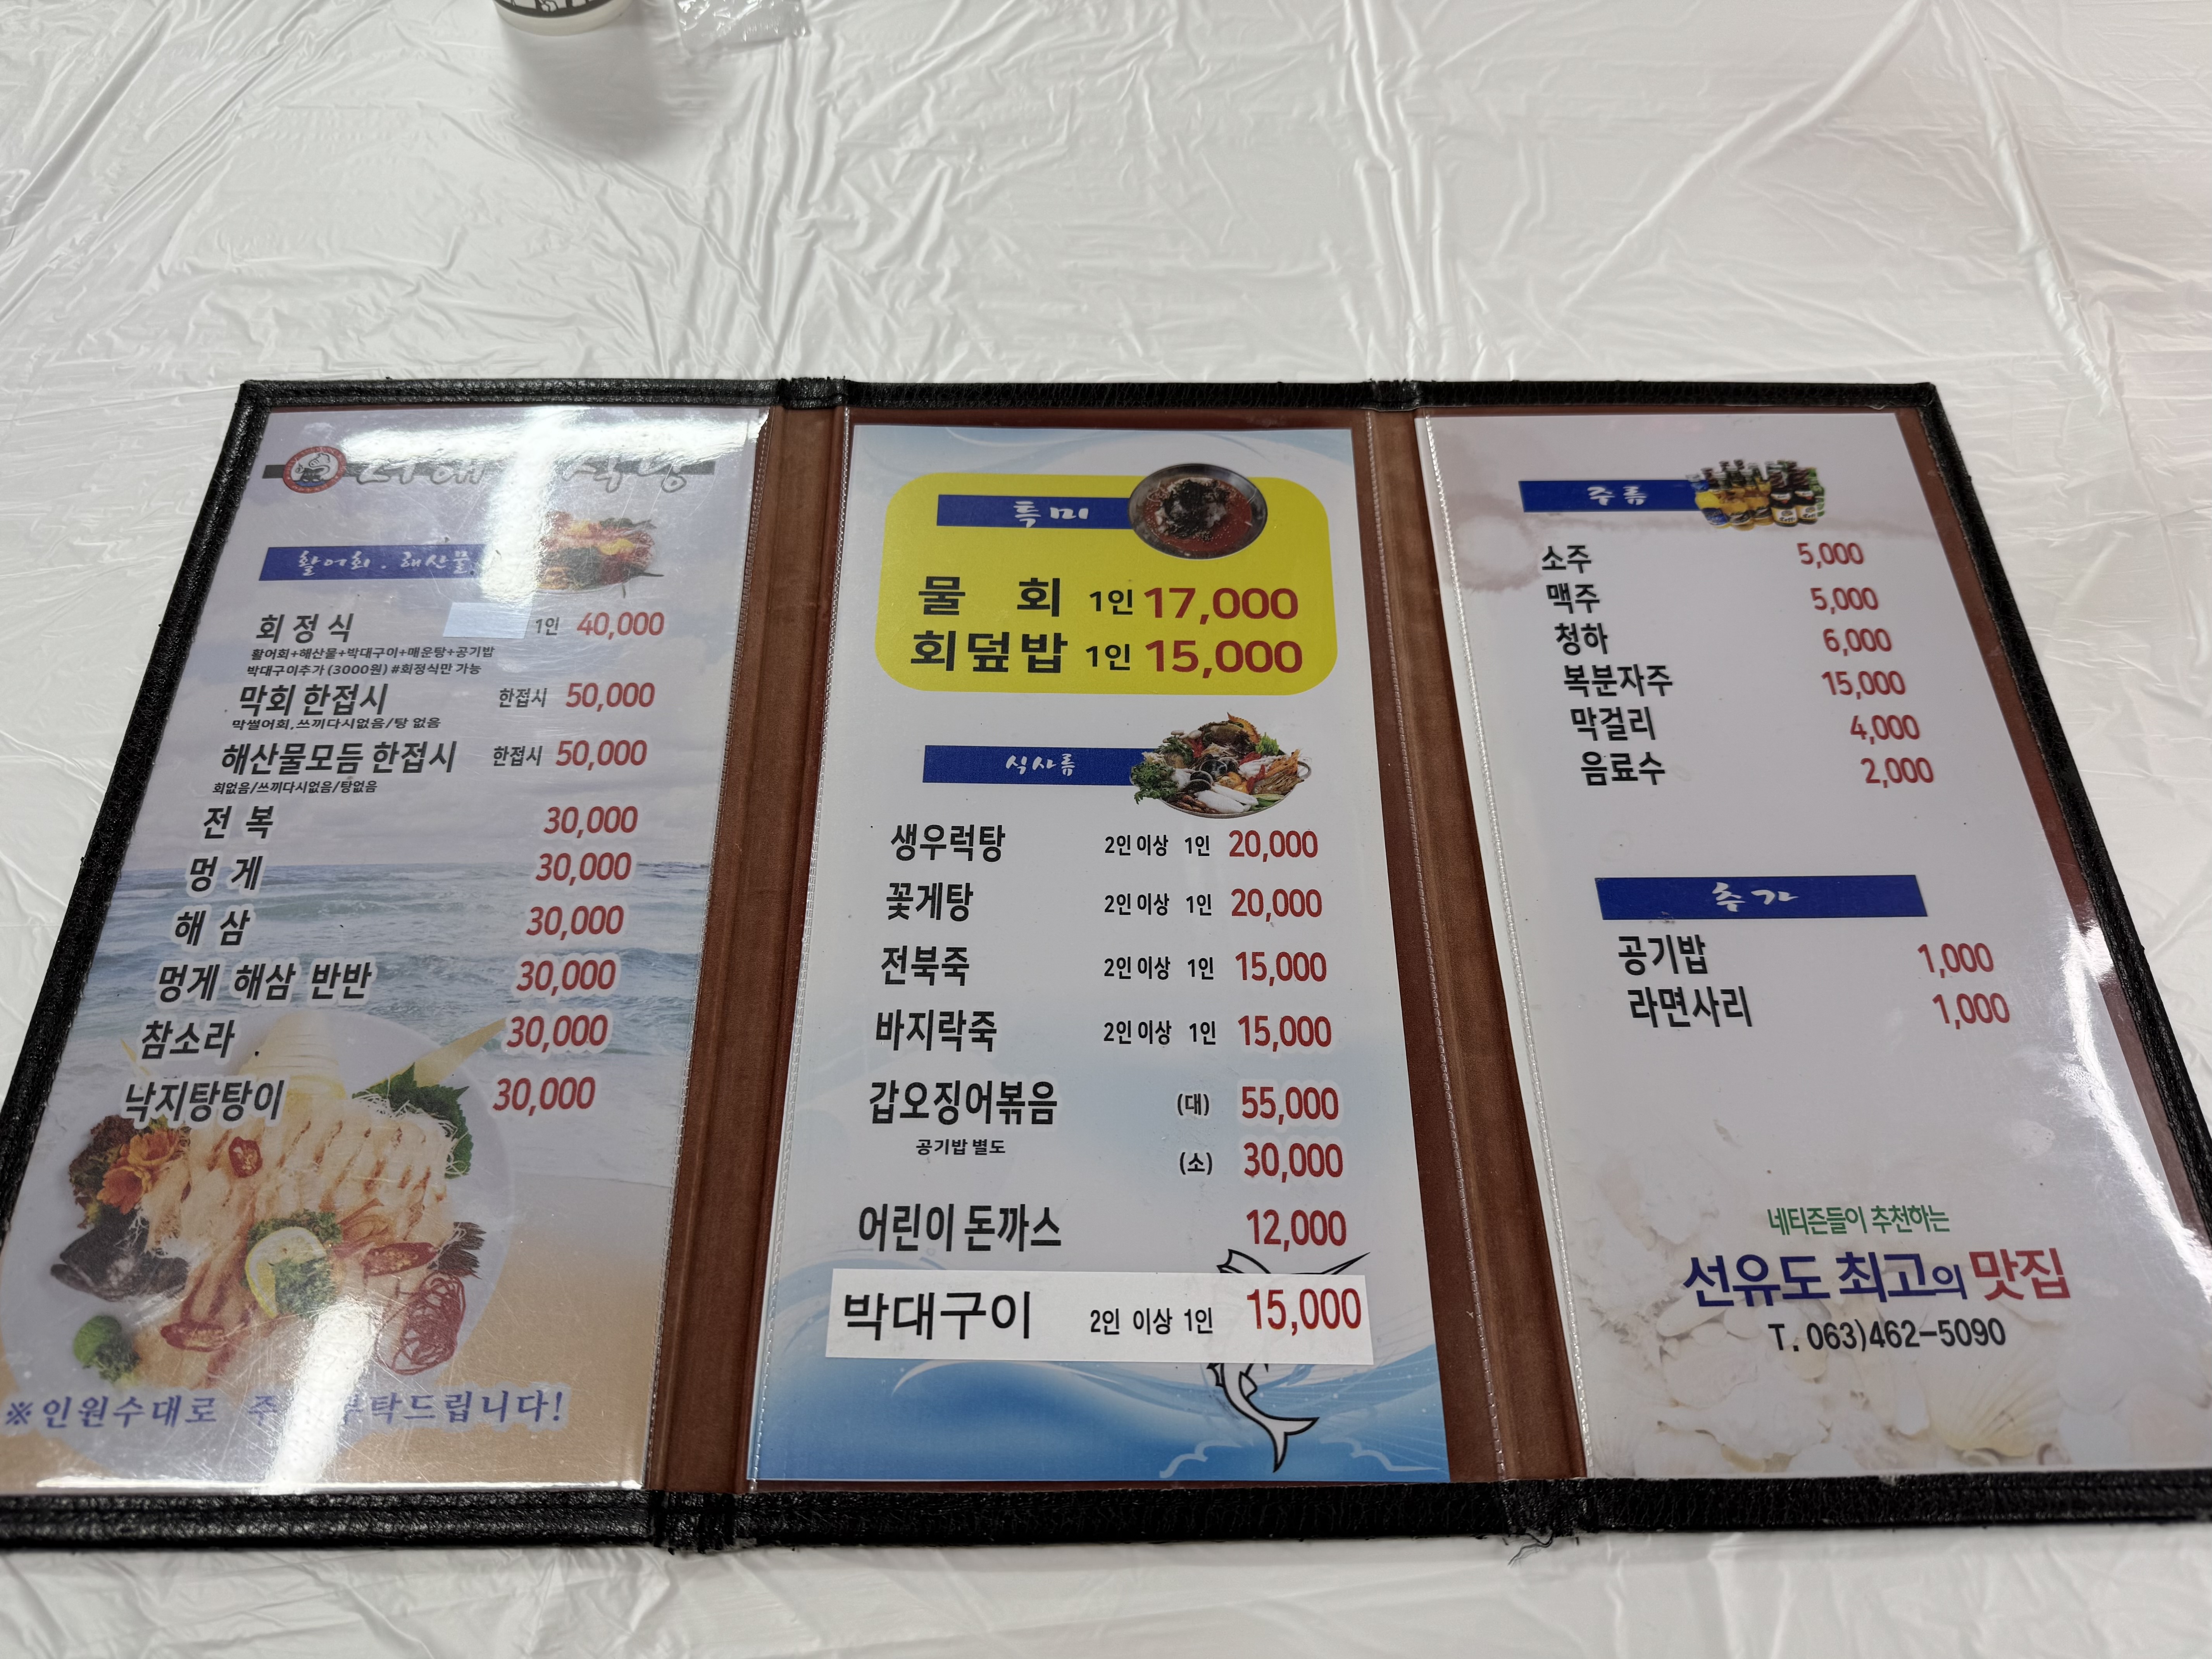 활어회.해산물
회 정 식 1인 40,000
활어회+해산물+박대구이+매운탕+공기밥
박대구이추가 (3000원) #회정식만 가능
막회 한접시 한접시 50,000
막썰어회,쓰끼다시없음/탕 없음
해산물모듬 한접시 한접시 50,000
회없음/쓰끼다시없음/탕없음
전 복 30,000
멍 게 30,000
해 삼 30,000
멍게 해삼 반반 30,000
참소라 30,000
낙지탕탕이 30,000
※인원수대로 부탁드립니다!
특미
물 회 1인 17,000
회덮밥 1인 15,000
식사류
생우럭탕 2인이상 1인 20,000
꽃게탕 2인이상 1인 20,000
전북죽 2인이상 1인 15,000
바지락죽 2인이상 1인 15,000
갑오징어볶음 (대) 55,000
공기밥 별도 (소) 30,000
어린이 돈까스 12,000
박대구이 2인 이상 1인 15,000
주류
소주 5,000
맥주 5,000
청하 6,000
복분자주 15,000
막걸리 4,000
음료수 2,000
추가
공기밥 1,000
라면사리 1,000
네티즌들이 추천하는
선유도 최고의 맛집
T. 063)462-5090